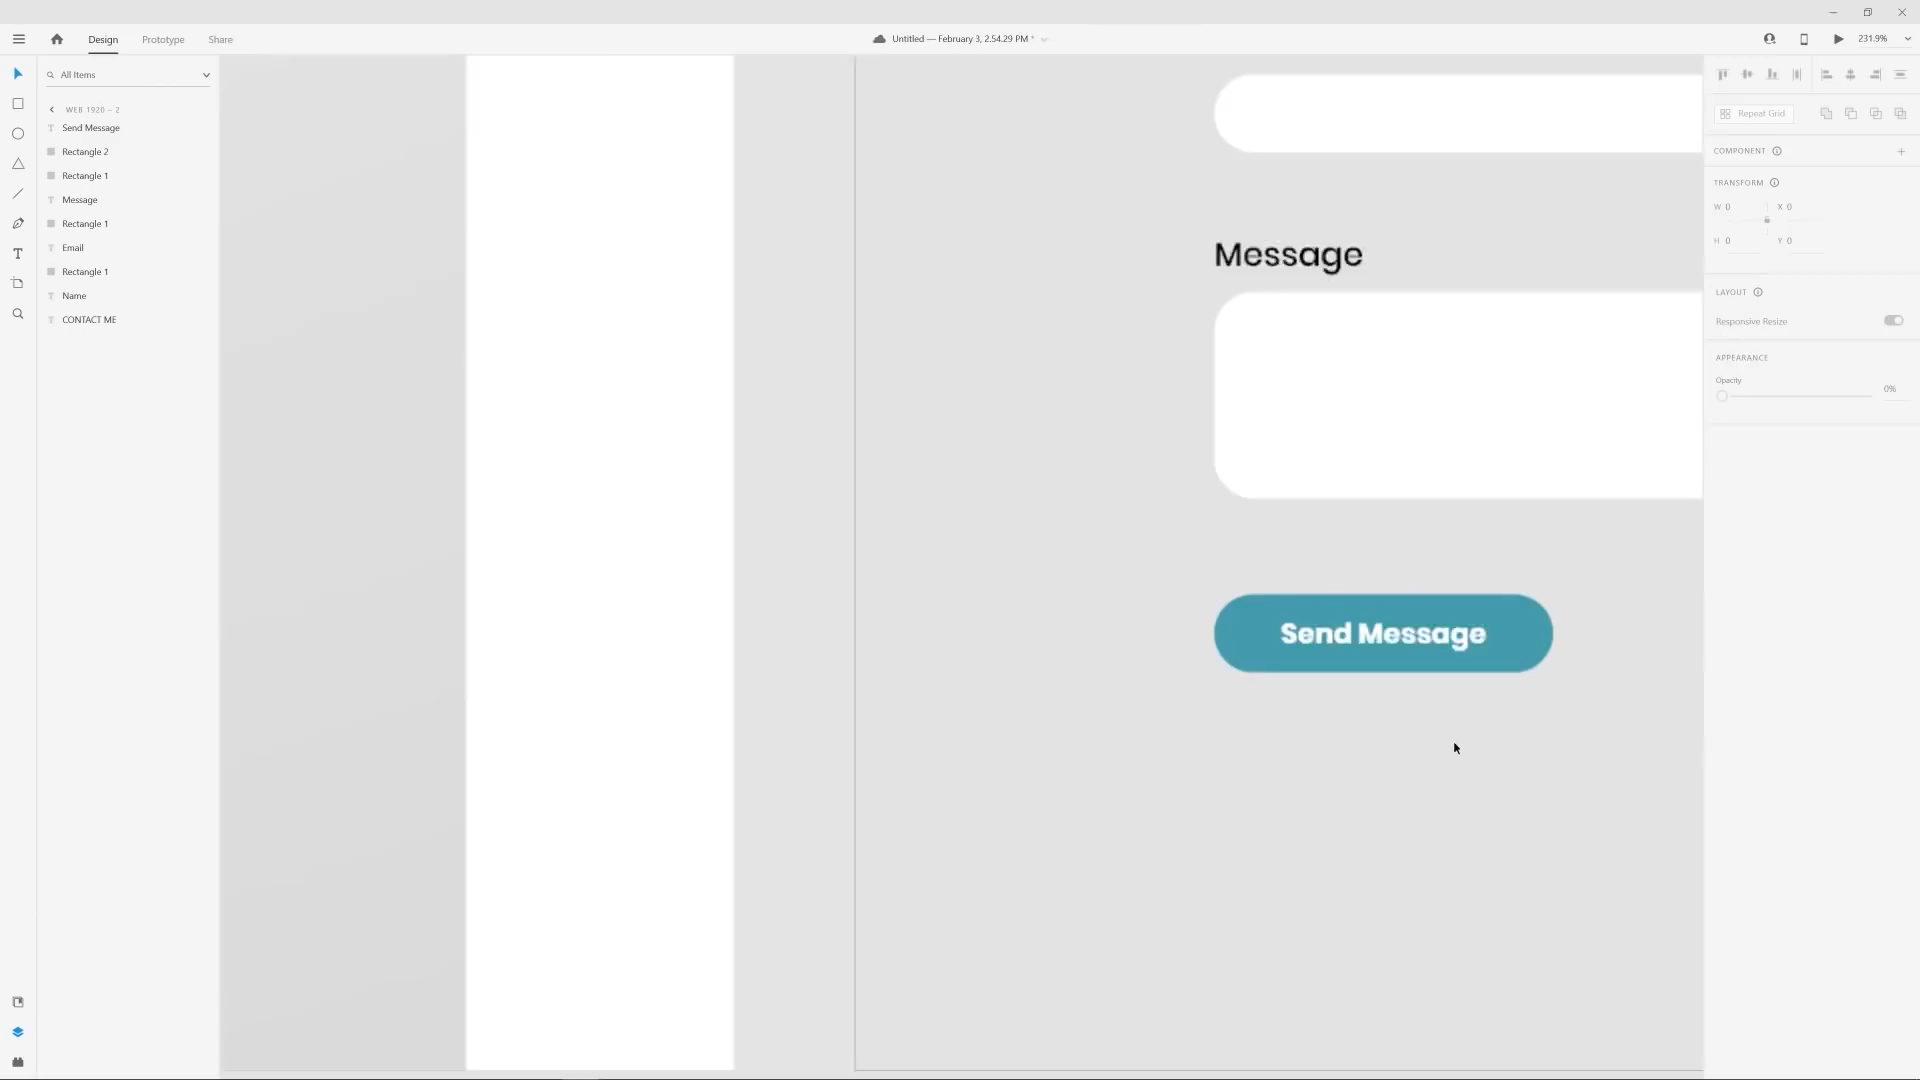 Design Prototype Share
Untitled — February 3, 2.54.29 PM *
231.9%
All Items
WEB 1920 – 2
Send Message
Rectangle 2
Rectangle 1
Message
Rectangle 1
Email
Rectangle 1
Name
CONTACT ME
Message
Send Message
Repeat Grid
COMPONENT
TRANSFORM
W 0 X 0
H 0 Y 0
LAYOUT
Responsive Resize
APPEARANCE
Opacity
0%